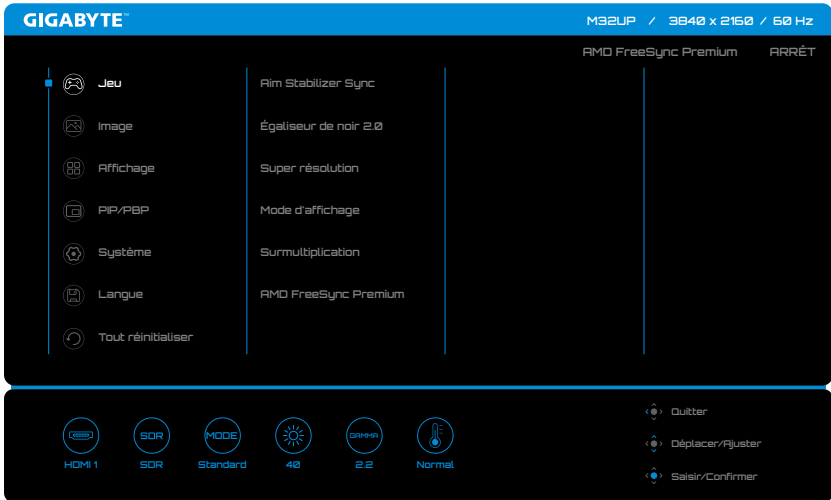 GIGABYTE™
M32UP / 3840 x 2160 / 60 Hz
AMD FreeSync Premium ARRÊT
Jeu
Image
Affichage
PIP/PBP
Système
Langue
Tout réinitialiser
Aim Stabilizer Sync
Égaliseur de noir 2.0
Super résolution
Mode d'affichage
Surmultiplication
AMD FreeSync Premium
SDR
MODE
GAMMA
HDMI 1
SDR
Standard
40
2.2
Normal
Quitter
Déplacer/Ajuster
Saisir/Confirmer